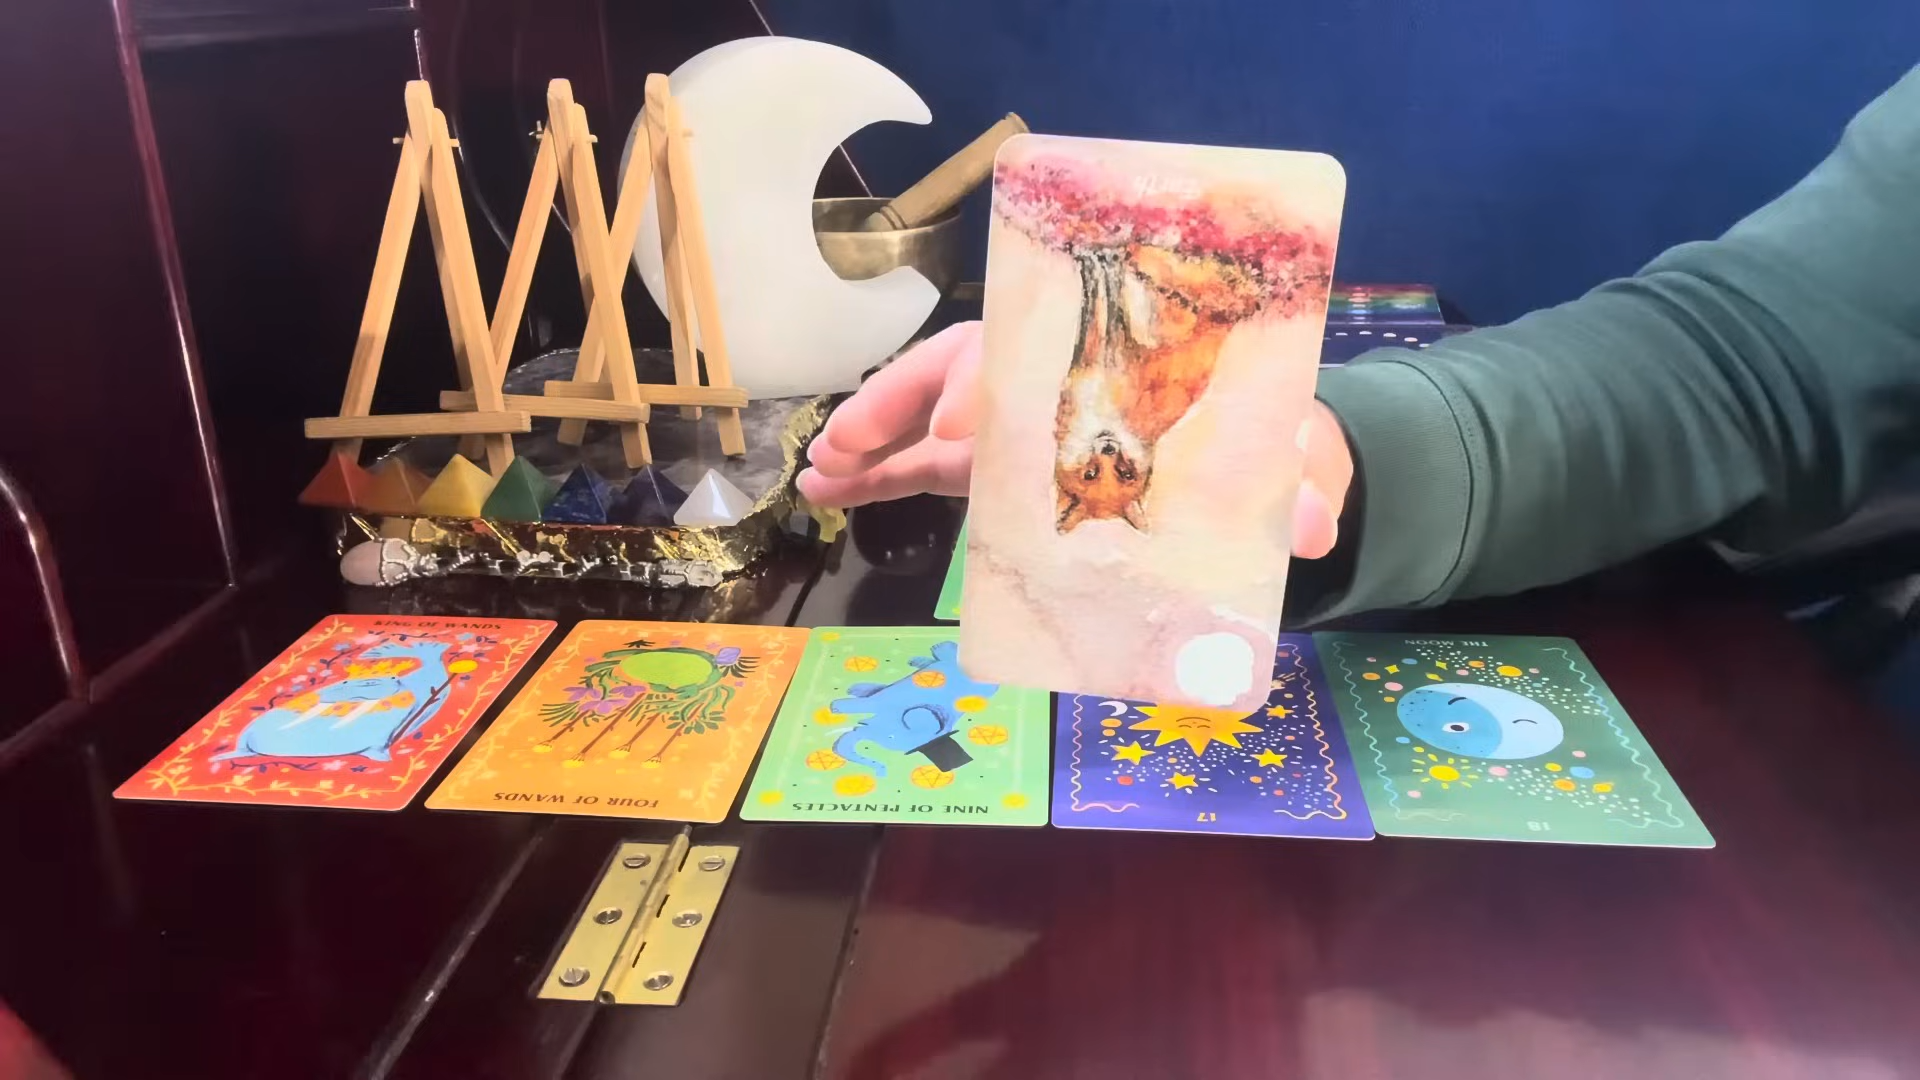 KING OF WANDS
FOUR OF WANDS
NINE OF PENTACLES
17
THE MOON
18